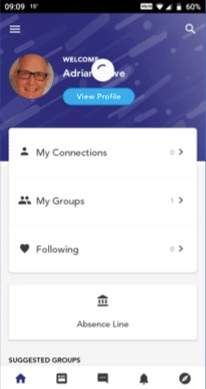 09:09 15° 60%
WELCOME
View Profile
My Connections 0
My Groups 1
Following 0
Absence Line
SUGGESTED GROUPS